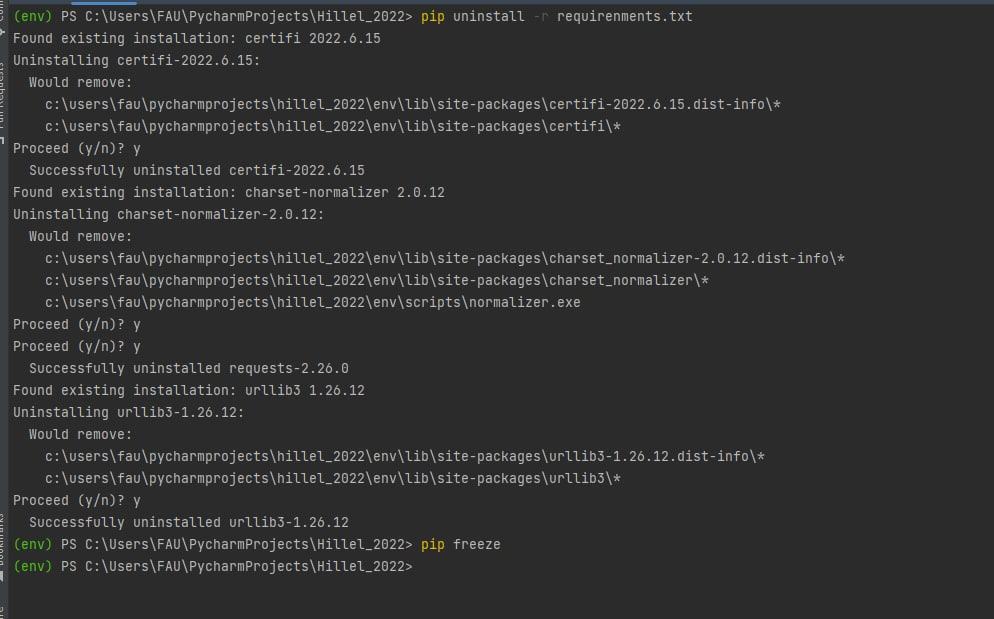 (env) PS C:\Users\FAU\PycharmProjects\Hillel_2022> pip uninstall -r requirenments.txt
Found existing installation: certifi 2022.6.15
Uninstalling certifi-2022.6.15:
  Would remove:
    c:\users\fau\pycharmprojects\hillel_2022\env\lib\site-packages\certifi-2022.6.15.dist-info\*
    c:\users\fau\pycharmprojects\hillel_2022\env\lib\site-packages\certifi\*
Proceed (y/n)? y
  Successfully uninstalled certifi-2022.6.15
Found existing installation: charset-normalizer 2.0.12
Uninstalling charset-normalizer-2.0.12:
  Would remove:
    c:\users\fau\pycharmprojects\hillel_2022\env\lib\site-packages\charset_normalizer-2.0.12.dist-info\*
    c:\users\fau\pycharmprojects\hillel_2022\env\lib\site-packages\charset_normalizer\*
    c:\users\fau\pycharmprojects\hillel_2022\env\scripts\normalizer.exe
Proceed (y/n)? y
Proceed (y/n)? y
  Successfully uninstalled requests-2.26.0
Found existing installation: urllib3 1.26.12
Uninstalling urllib3-1.26.12:
  Would remove:
    c:\users\fau\pycharmprojects\hillel_2022\env\lib\site-packages\urllib3-1.26.12.dist-info\*
    c:\users\fau\pycharmprojects\hillel_2022\env\lib\site-packages\urllib3\*
Proceed (y/n)? y
  Successfully uninstalled urllib3-1.26.12
(env) PS C:\Users\FAU\PycharmProjects\Hillel_2022> pip freeze
(env) PS C:\Users\FAU\PycharmProjects\Hillel_2022>